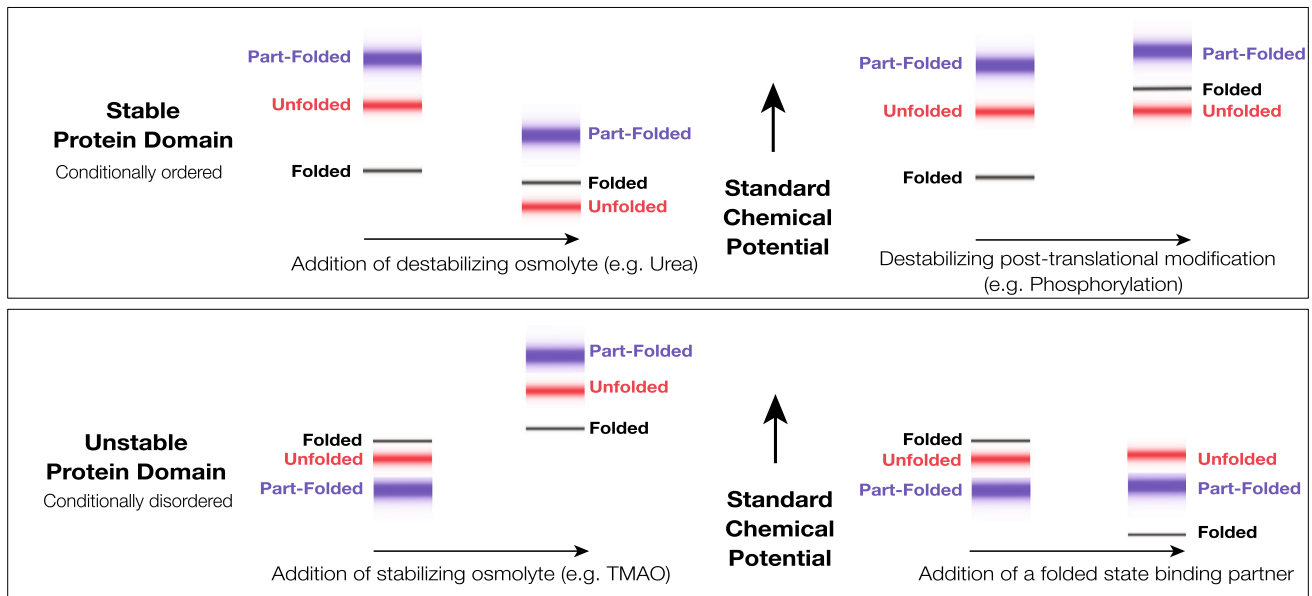 Part-Folded
Unfolded
Stable
Protein Domain
Conditionally ordered
Folded
Part-Folded
Folded
Unfolded
Addition of destabilizing osmolyte (e.g. Urea)
Standard
Chemical
Potential
Part-Folded
Unfolded
Folded
Part-Folded
Folded
Unfolded
Destabilizing post-translational modification
(e.g. Phosphorylation)
Unstable
Protein Domain
Conditionally disordered
Folded
Unfolded
Part-Folded
Part-Folded
Unfolded
Folded
Addition of stabilizing osmolyte (e.g. TMAO)
Standard
Chemical
Potential
Folded
Unfolded
Part-Folded
Unfolded
Part-Folded
Folded
Addition of a folded state binding partner